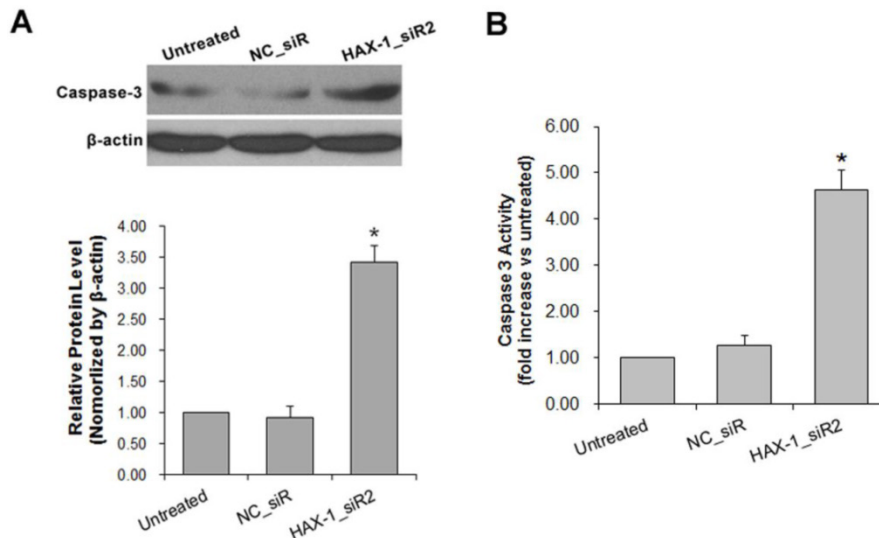 A
Untreated
NC_siR
HAX-1_siR2
Caspase-3
β-actin
Relative Protein Level
(Nomorlized by β-actin)
4.00
3.50
3.00
2.50
2.00
1.50
1.00
0.50
0.00
*
Untreated
NC_siR
HAX-1_siR2
B
Caspase 3 Activity
(fold increase vs untreated)
6.00
5.00
4.00
3.00
2.00
1.00
0.00
*
Untreated
NC_siR
HAX-1_siR2